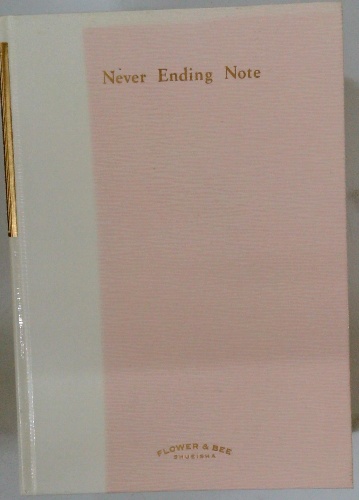 Never Ending Note
FLOWER & BEE
SHUEISHA